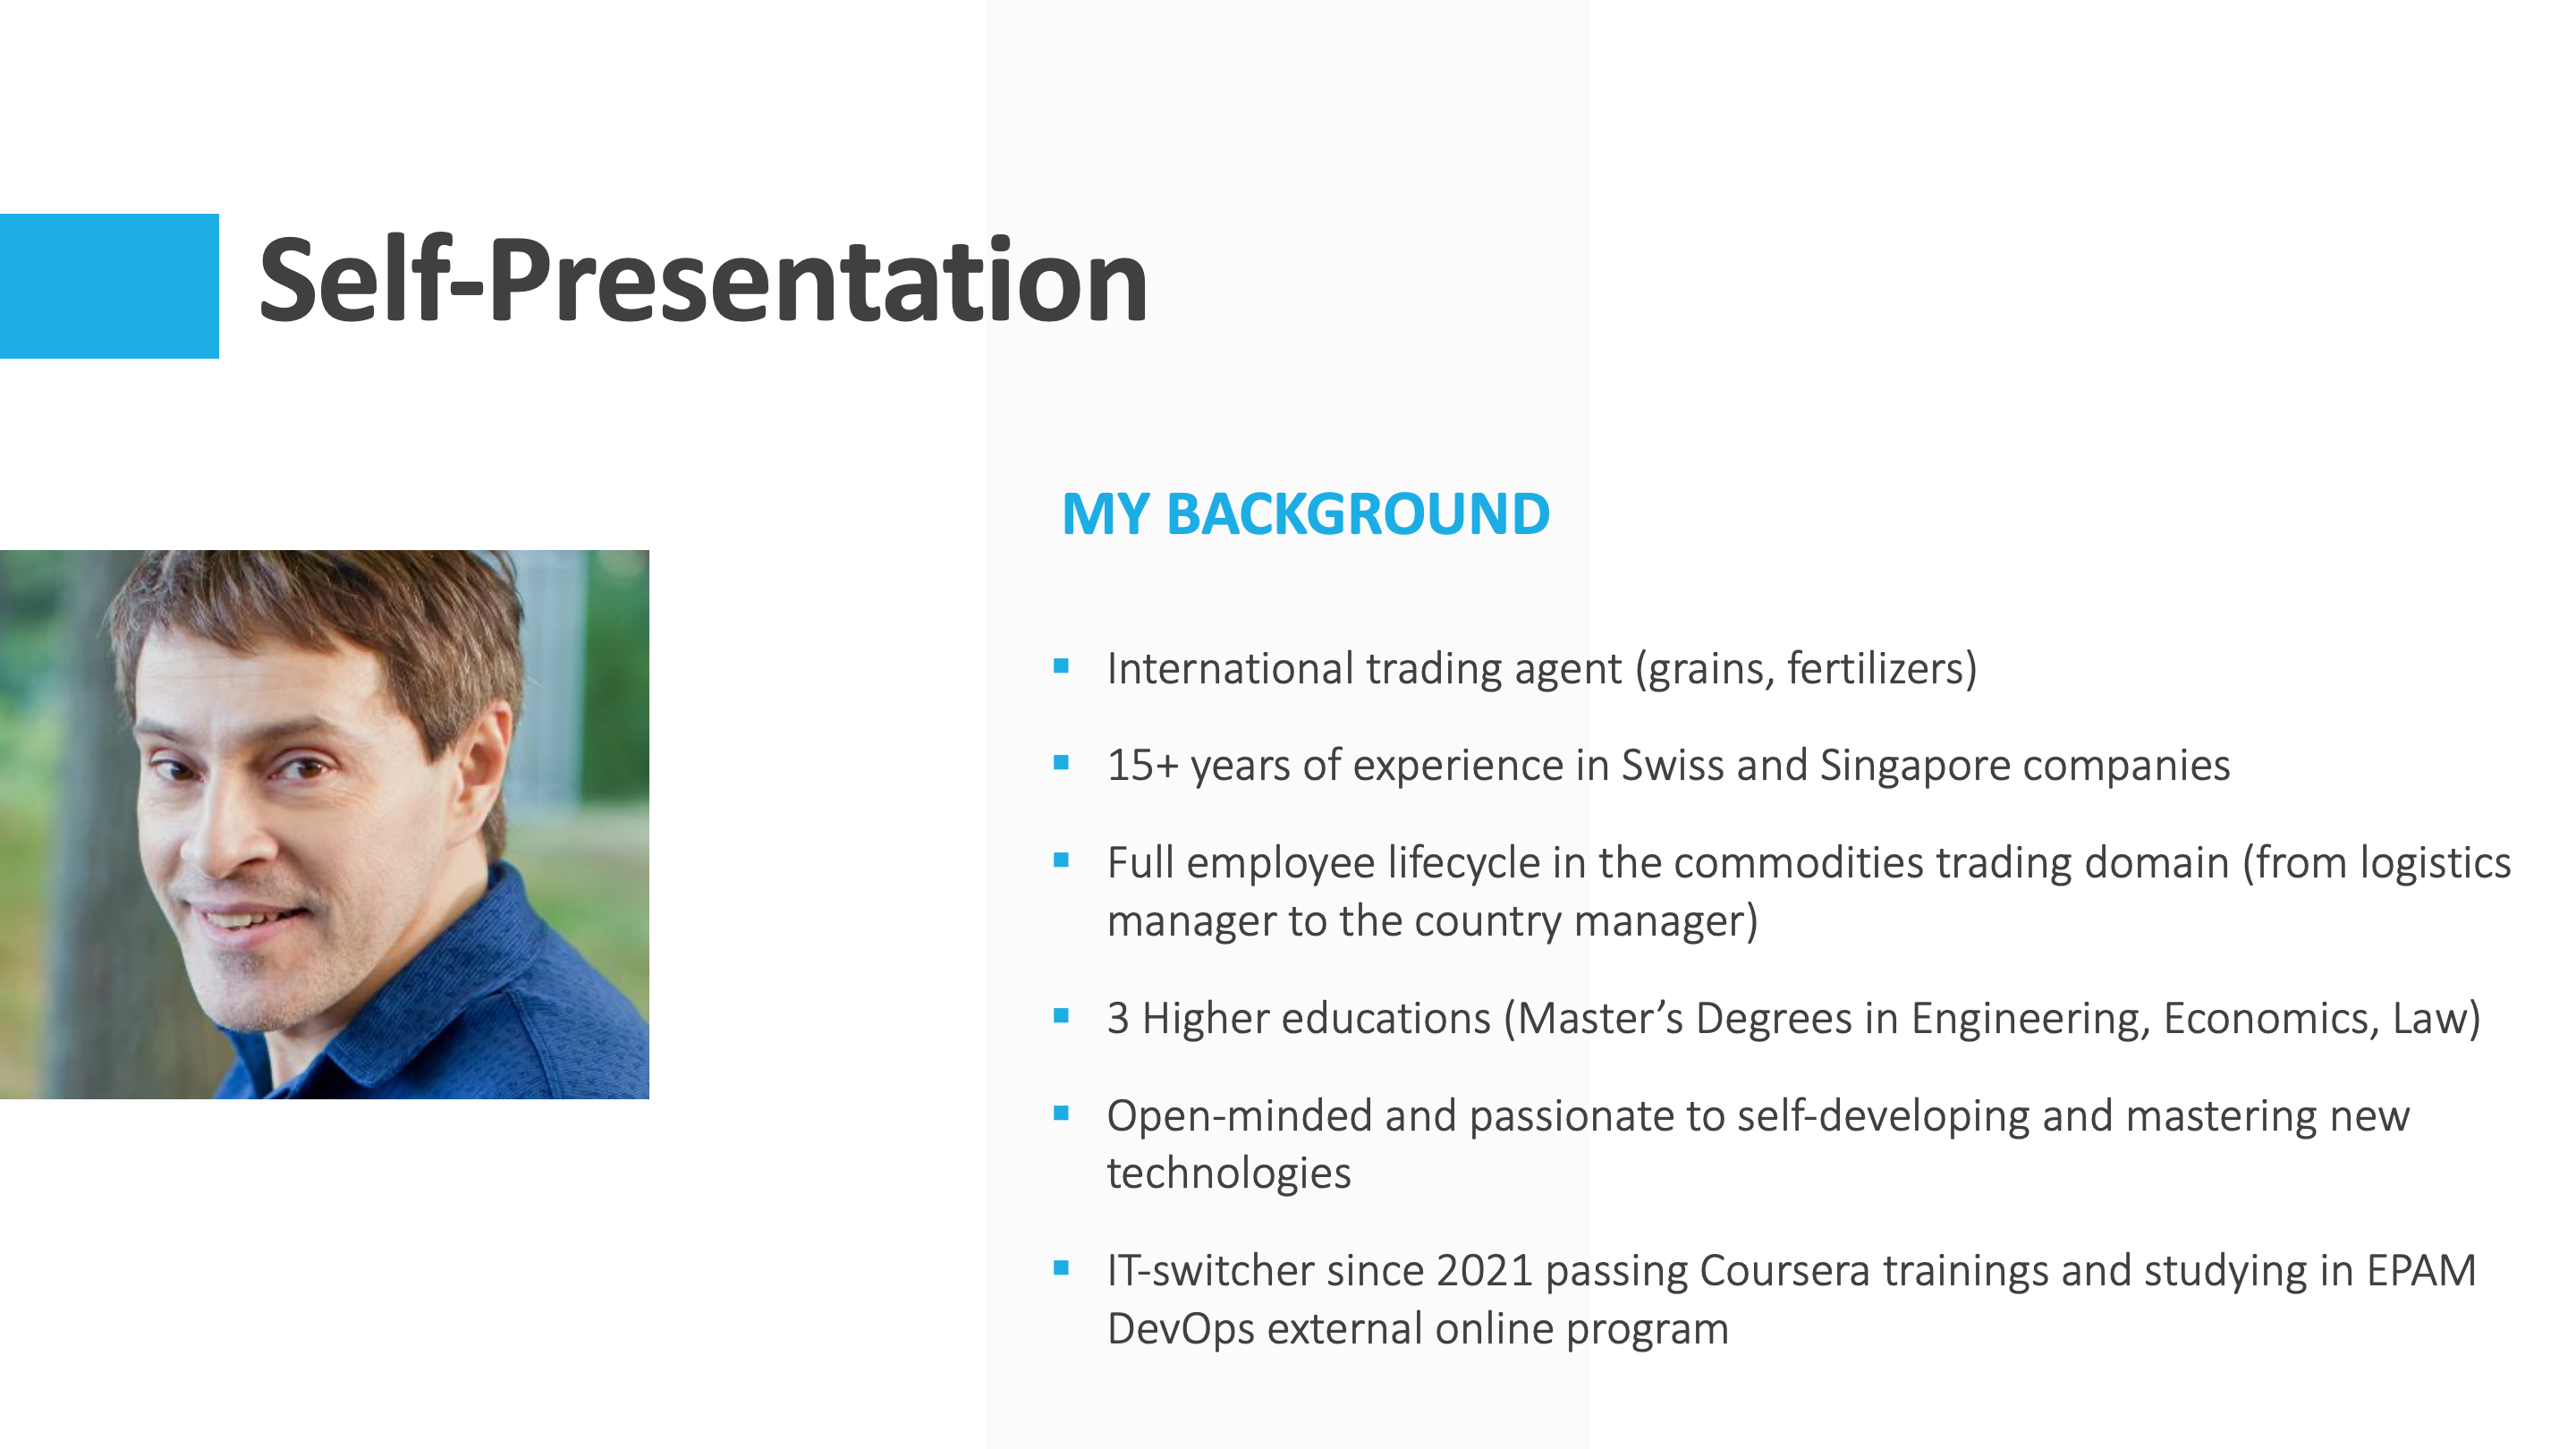 Self-Presentation
MY BACKGROUND
International trading agent (grains, fertilizers)
15+ years of experience in Swiss and Singapore companies
Full employee lifecycle in the commodities trading domain (from logistics
manager to the country manager)
3 Higher educations (Master’s Degrees in Engineering, Economics, Law)
Open-minded and passionate to self-developing and mastering new
technologies
IT-switcher since 2021 passing Coursera trainings and studying in EPAM
DevOps external online program